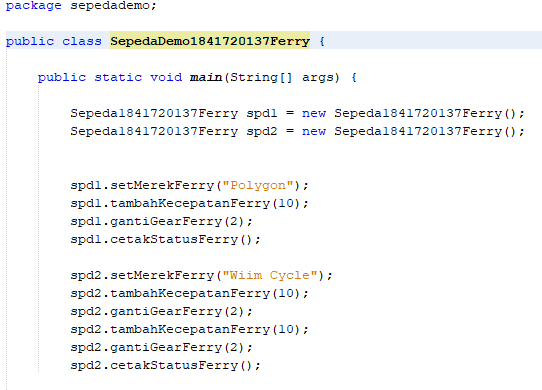 package sepedademo;
public class SepedaDemo1841720137Ferry {
public static void main(String[] args) {
Sepeda1841720137Ferry spd1 = new Sepeda1841720137Ferry();
Sepeda1841720137Ferry spd2 = new Sepeda1841720137Ferry();
spd1.setMerekFerry("Polygon");
spd1.tambahKecepatanFerry(10);
spd1.gantiGearFerry(2);
spd1.cetakStatusFerry();
spd2.setMerekFerry("Wiim Cycle");
spd2.tambahKecepatanFerry(10);
spd2.gantiGearFerry(2);
spd2.tambahKecepatanFerry(10);
spd2.gantiGearFerry(2);
spd2.cetakStatusFerry();